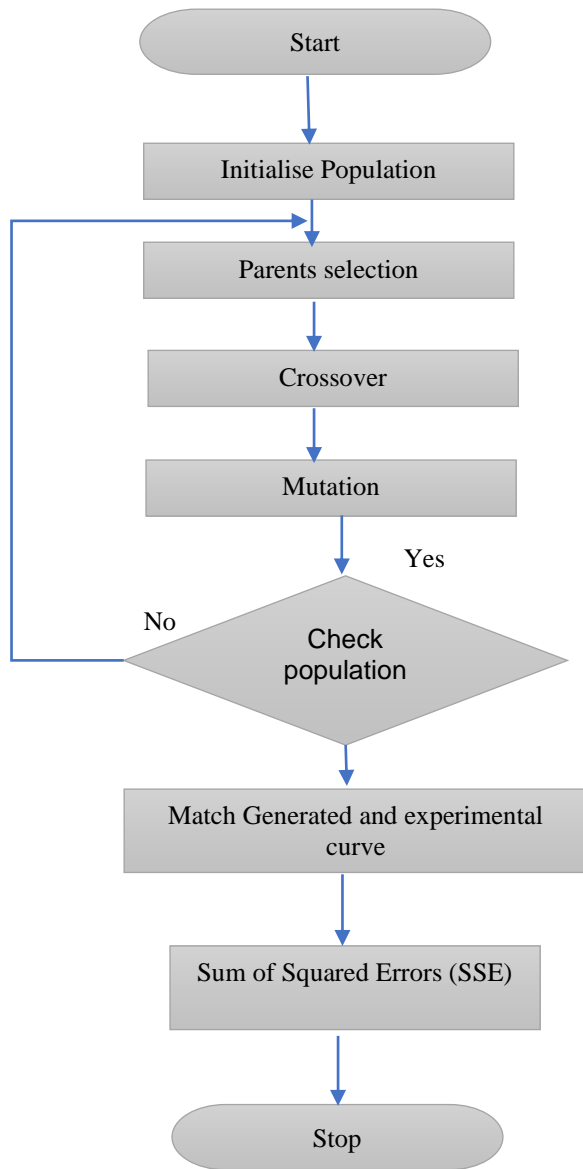 Start
Initialise Population
Parents selection
Crossover
Mutation
Yes
No
Check
population
Match Generated and experimental
curve
Sum of Squared Errors (SSE)
Stop